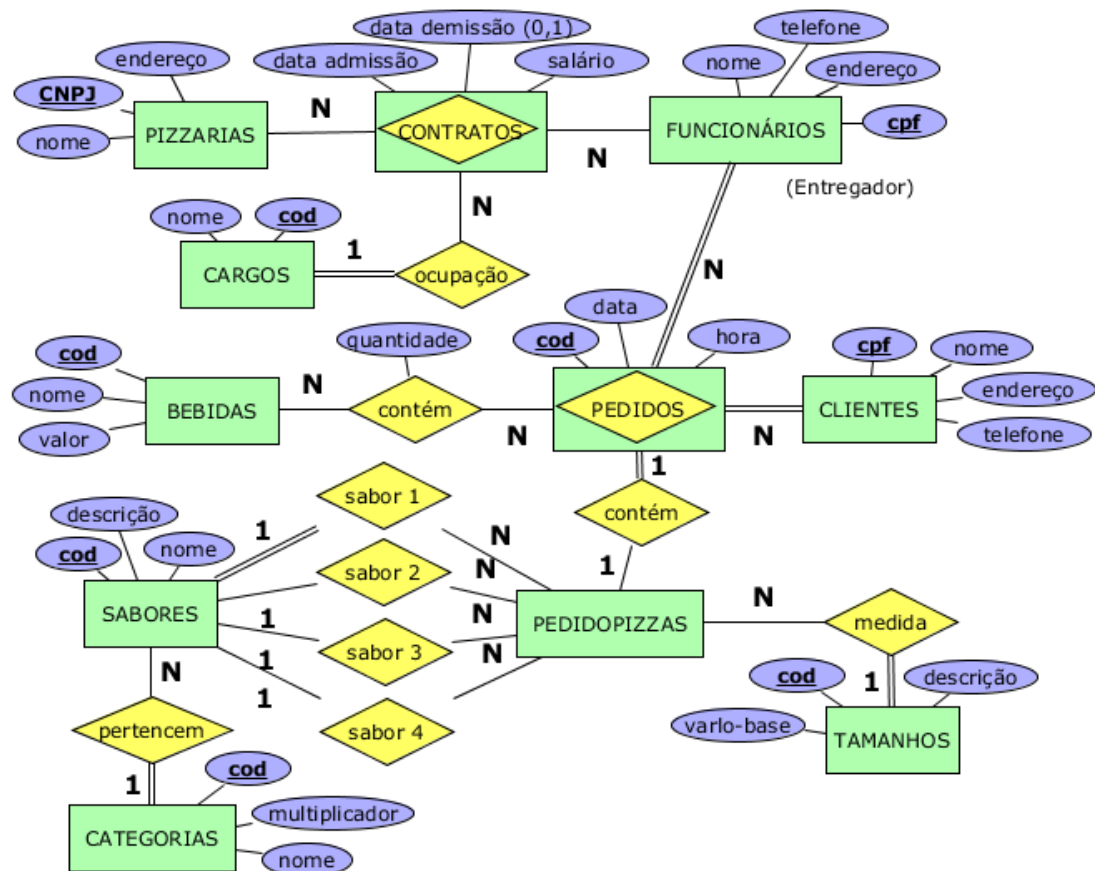 data demissão (0,1)
telefone
endereço
data admissão
salário
nome
endereço
CNPJ
N
cpf
nome
PIZZARIAS
CONTRATOS
FUNCIONÁRIOS
N
(Entregador)
N
nome
cod
1
CARGOS
ocupação
N
data
quantidade
cod
hora
cpf
nome
cod
N
endereço
nome
BEBIDAS
contém
PEDIDOS
CLIENTES
valor
N
N
telefone
1
sabor 1
descrição
contém
1
N
cod
nome
N
sabor 2
1
SABORES
N
PEDIDOPIZZAS
N
medida
1
sabor 3
N
N
1
cod
descrição
1
1
pertencem
sabor 4
varlo-base
TAMANHOS
cod
1
multiplicador
CATEGORIAS
nome